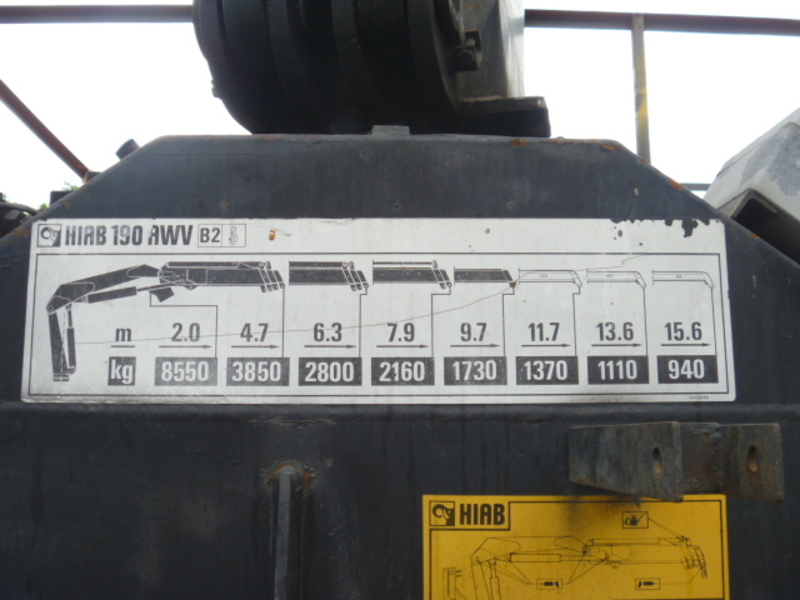 HIAB 190 AWV B2
m 2.0 4.7 6.3 7.9 9.7 11.7 13.6 15.6
kg 8550 3850 2800 2160 1730 1370 1110 940
HIAB